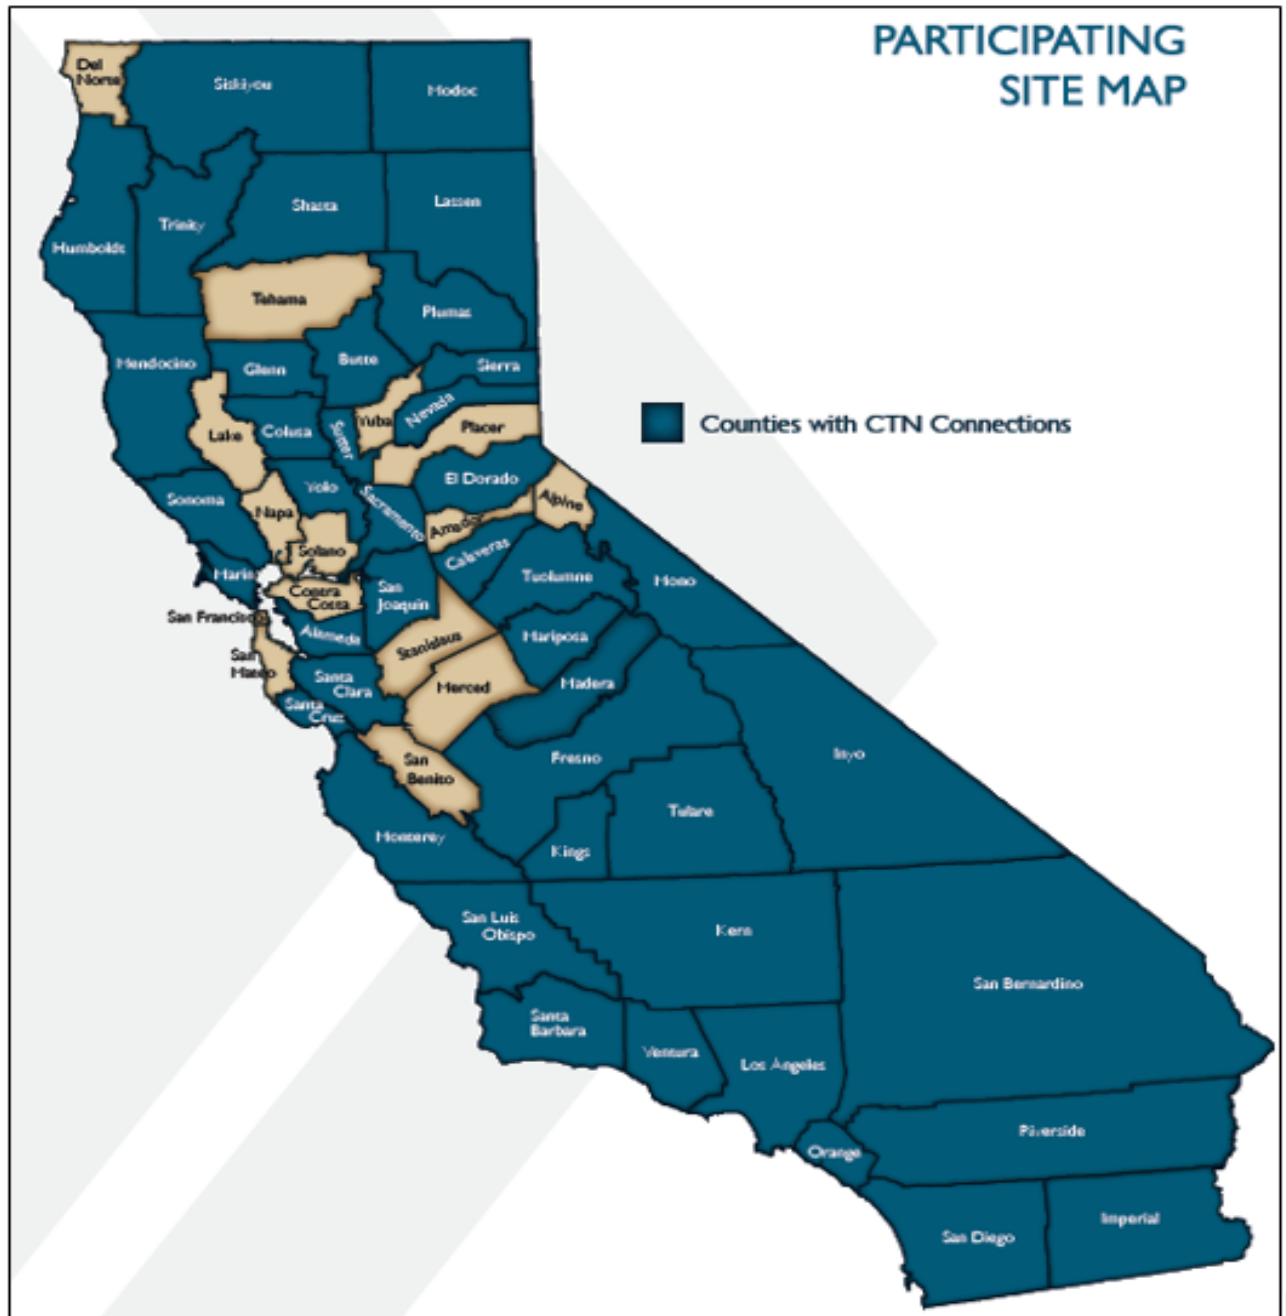 PARTICIPATING
SITE MAP
Del
Norte
Siskiyou
Modoc
Shasta
Lassen
Trinity
Humboldt
Tehama
Plumas
Mendocino
Glenn
Butte
Sierra
Yuba
Nevada
Counties with CTN Connections
Lake
Colusa
Sutter
Placer
El Dorado
Sonoma
Yolo
Napa
Sacramento
Alpine
Amador
Solano
Calaveras
Marin
Contra
Costa
San
Joaquin
Tuolumne
Mono
San Francisco
Alameda
Stanislaus
Mariposa
San
Mateo
Santa
Clara
Merced
Madera
Santa
Cruz
San
Benito
Fresno
Inyo
Monterey
Kings
Tulare
San Luis
Obispo
Kern
San Bernardino
Santa
Barbara
Ventura
Los Angeles
Orange
Riverside
San Diego
Imperial